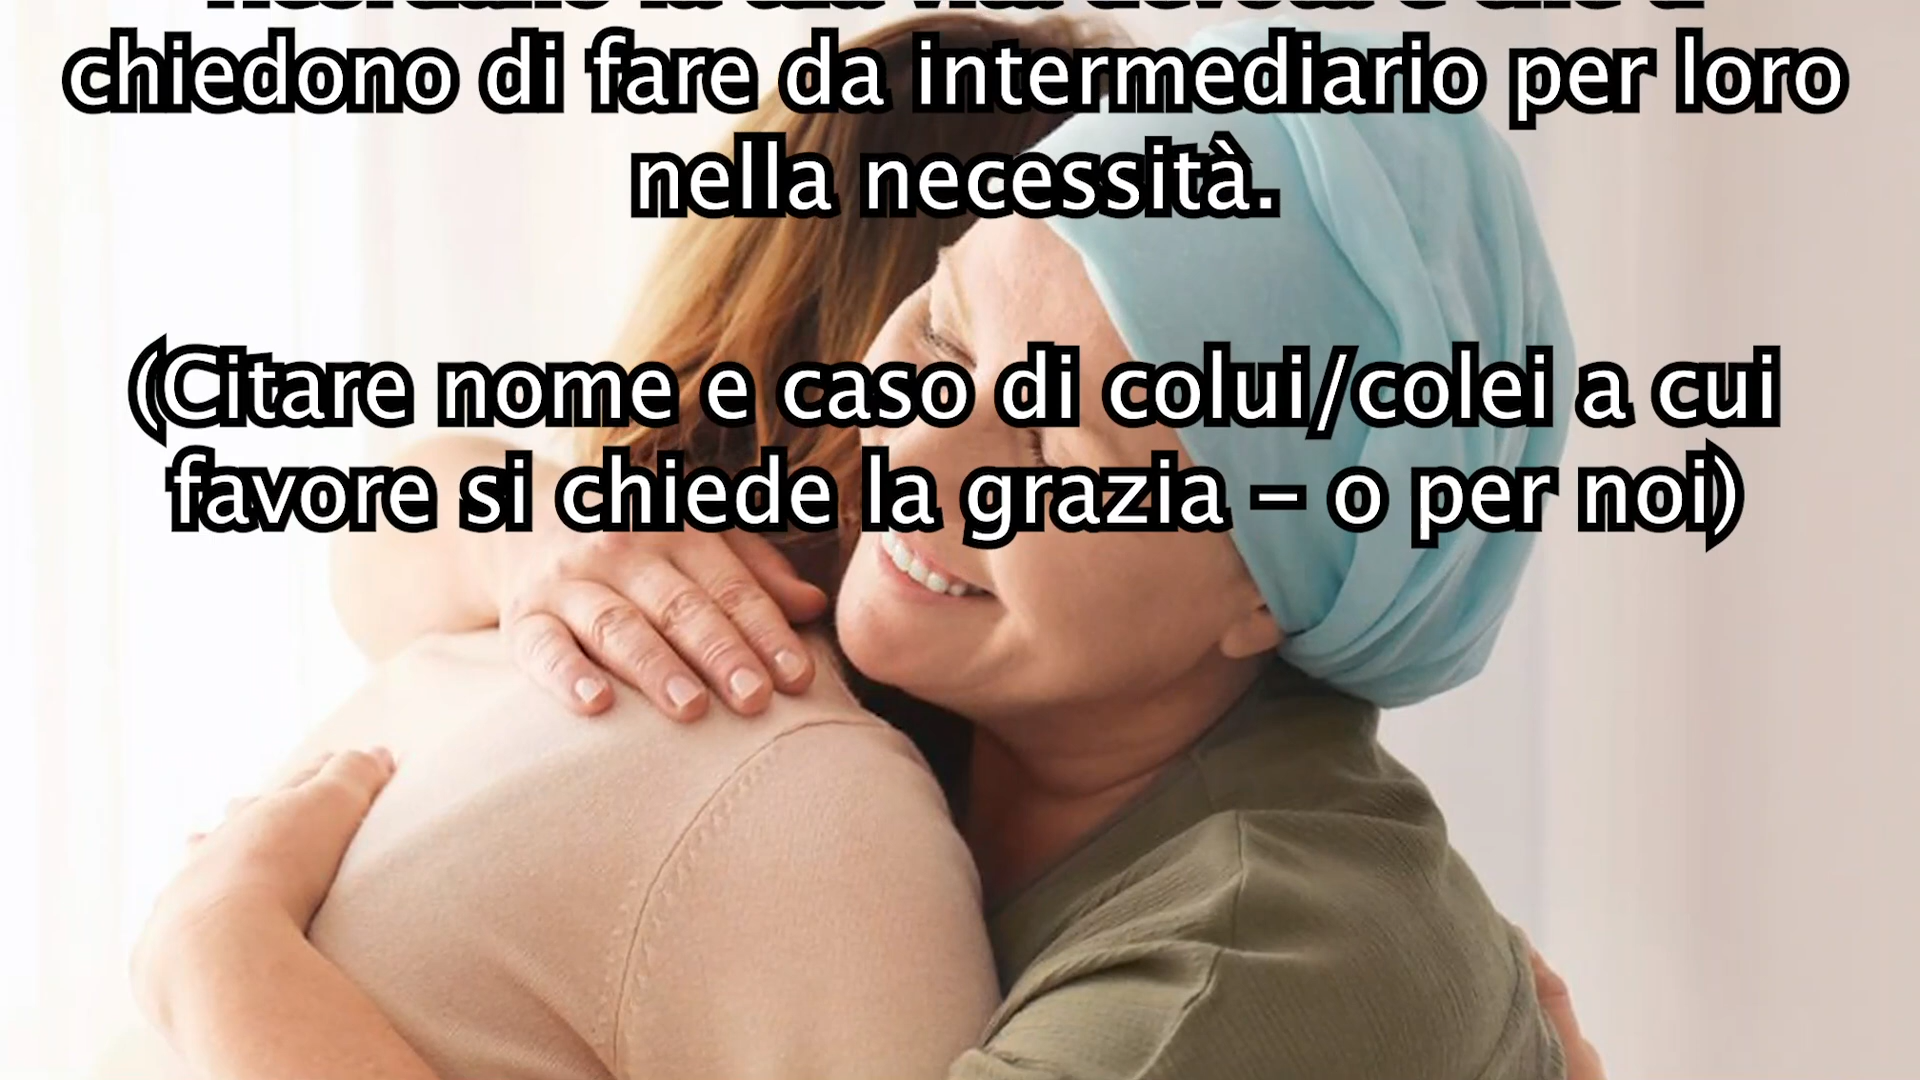 chiedono di fare da intermediario per loro
nella necessità.
(Citare nome e caso di colui/colei a cui
favore si chiede la grazia – o per noi)